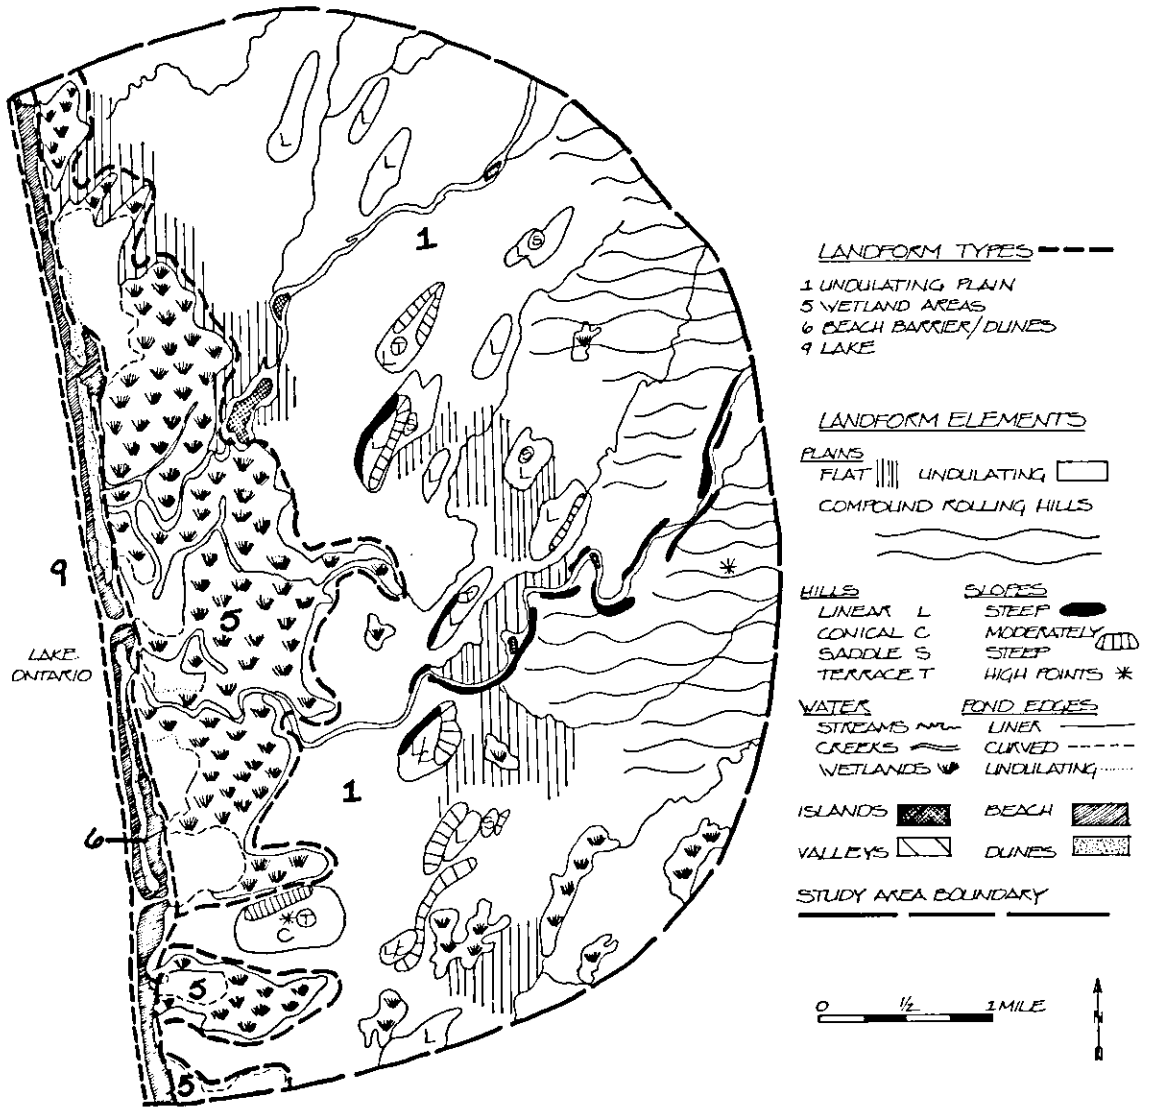 LANDFORM TYPES
1 UNDULATING PLAIN
5 WETLAND AREAS
6 BEACH BARRIER/DUNES
9 LAKE
LANDFORM ELEMENTS
PLAINS
FLAT UNDULATING
COMPOUND ROLLING HILLS
HILLS SLOPES
LINEAR L STEEP
CONICAL C MODERATELY
SADDLE S STEEP
TERRACE T HIGH POINTS *
WATER POND EDGES
STREAMS LINER
CREEKS CURVED
WETLANDS UNDULATING
ISLANDS BEACH
VALLEYS DUNES
STUDY AREA BOUNDARY
0 1/2 1 MILE
N
L
L
L
1
S
T
L
L
L
S
L
L
L
9
5
T
LAKE
ONTARIO
L
1
S
L
6
T
C
L
5
L
5